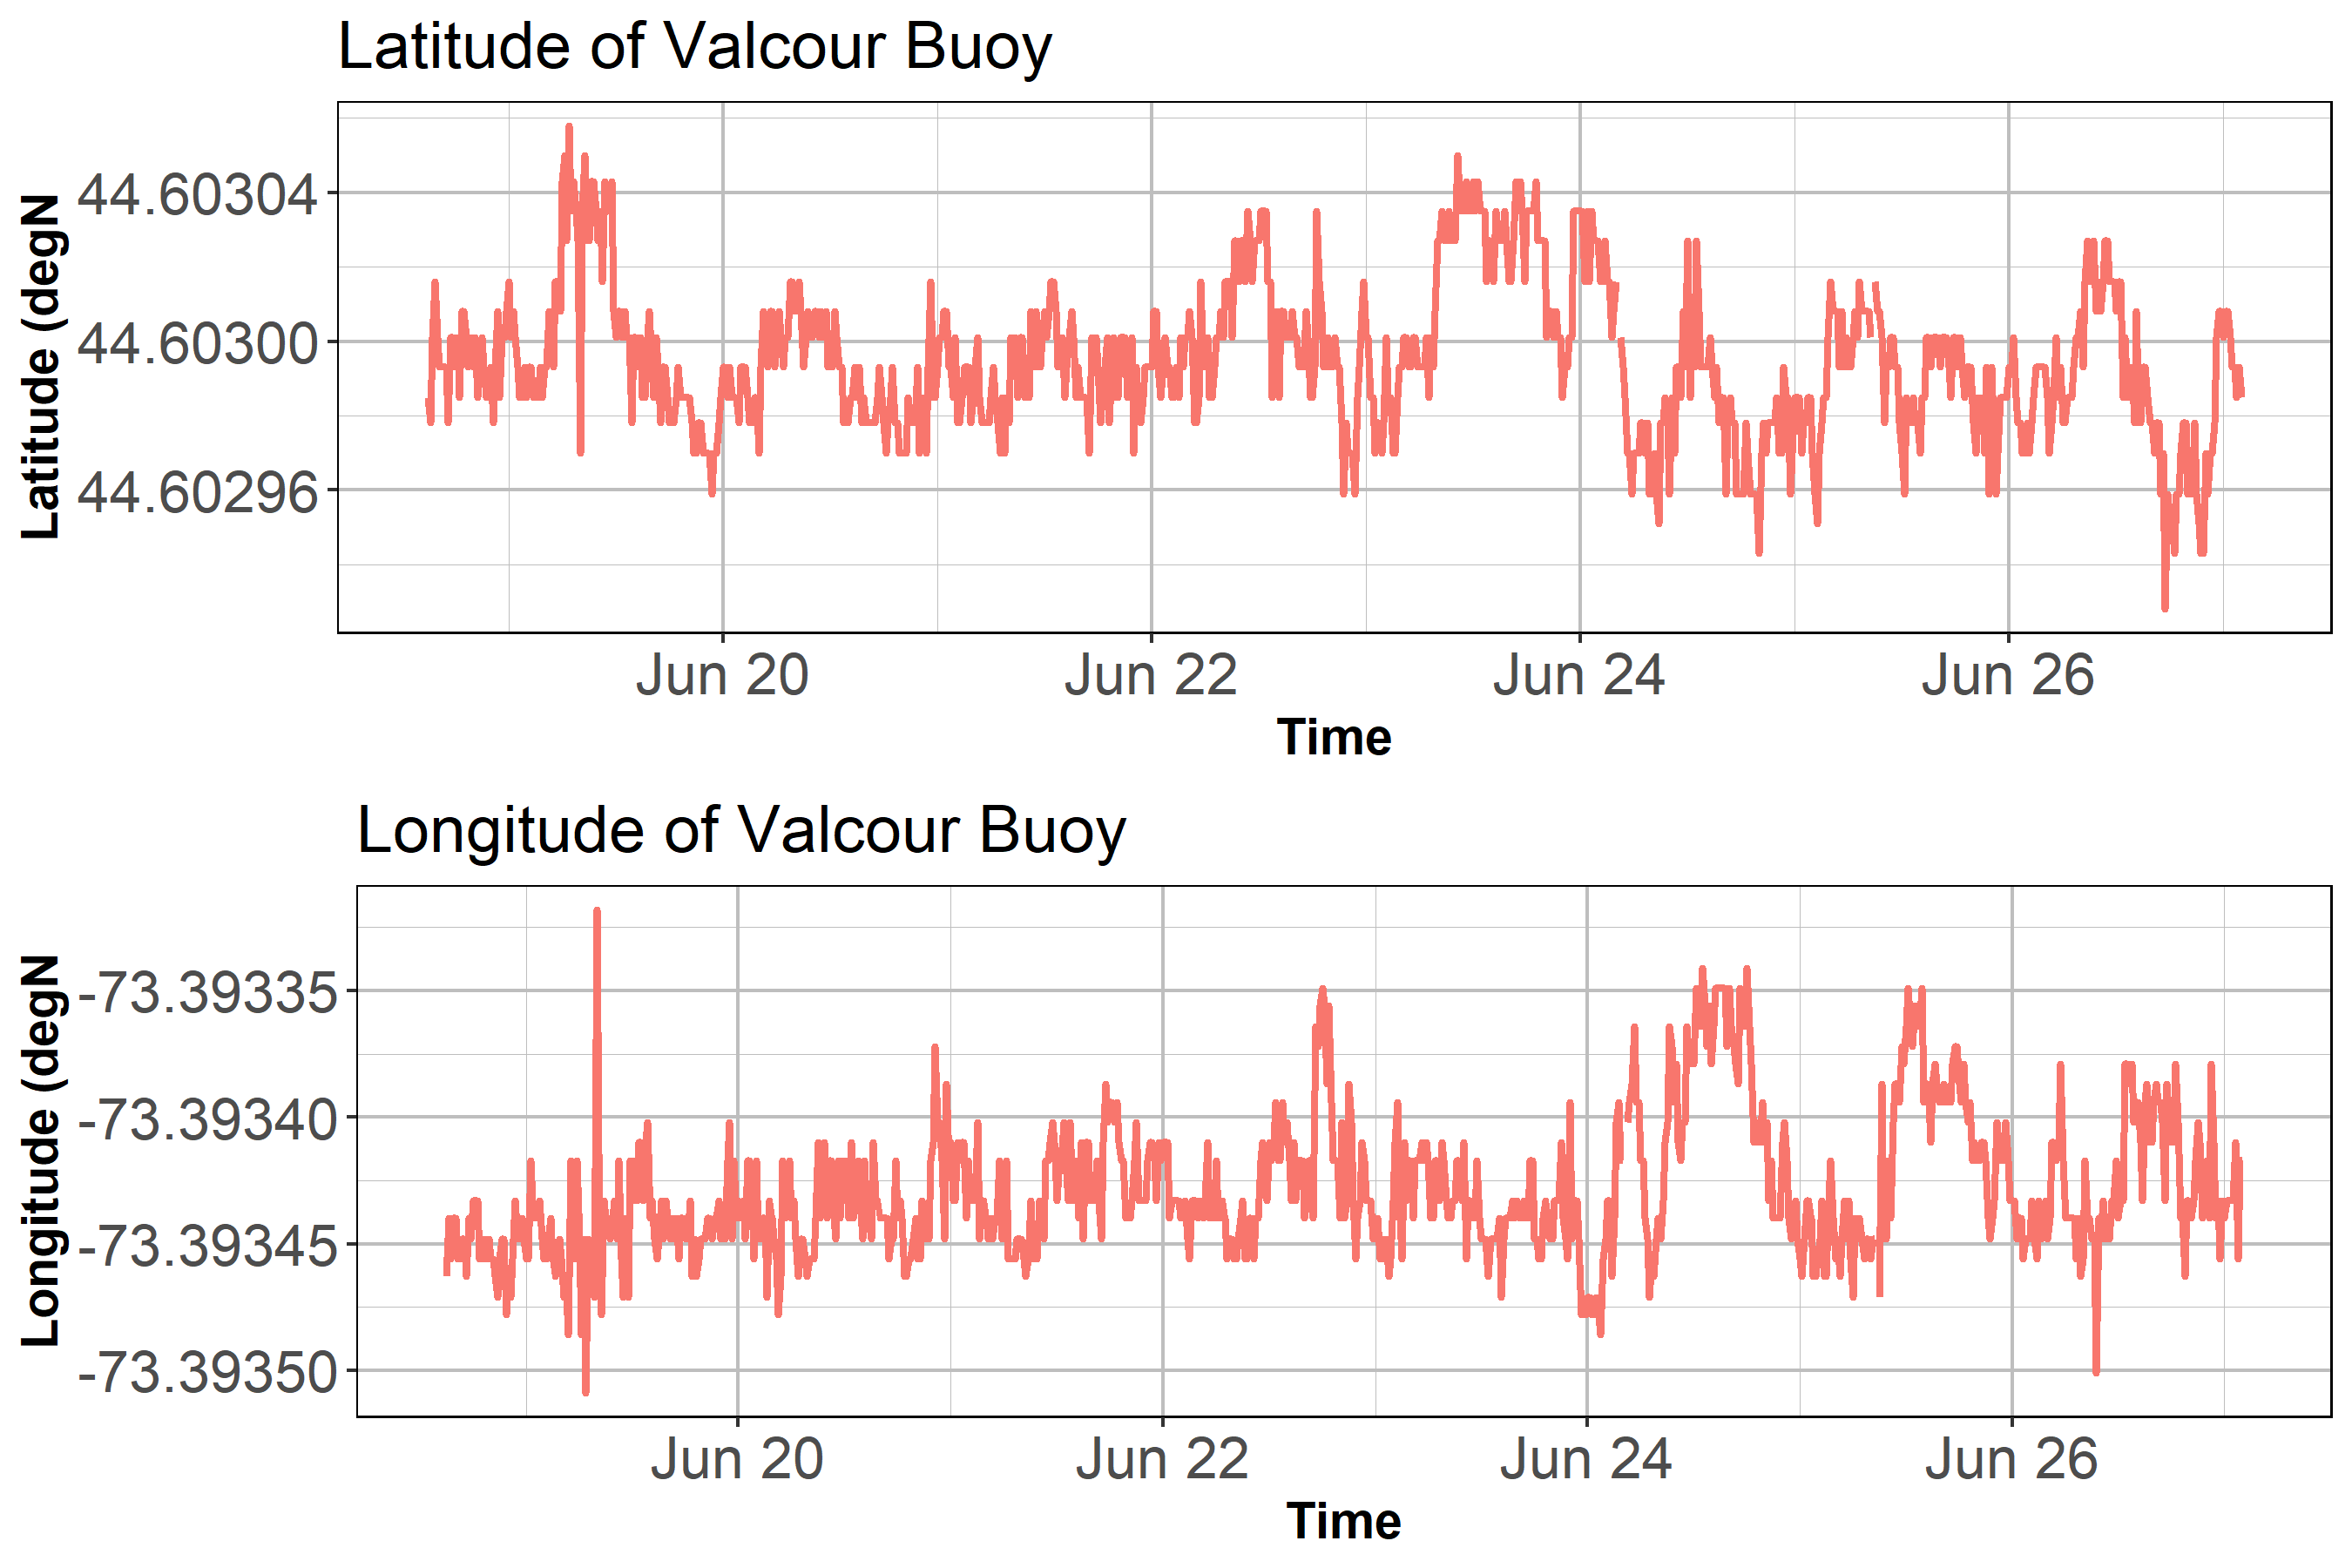 Latitude of Valcour Buoy
Latitude (degN
44.60304
44.60300
44.60296
Jun 20 Jun 22 Jun 24 Jun 26
Time
Longitude of Valcour Buoy
Longitude (degN
-73.39335
-73.39340
-73.39345
-73.39350
Jun 20 Jun 22 Jun 24 Jun 26
Time